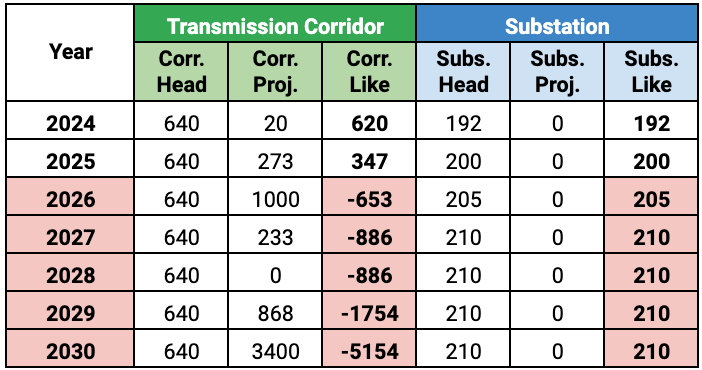 Year Transmission Corridor Substation
Corr. Head Corr. Proj. Corr. Like Subs. Head Subs. Proj. Subs. Like
2024 640 20 620 192 0 192
2025 640 273 347 200 0 200
2026 640 1000 -653 205 0 205
2027 640 233 -886 210 0 210
2028 640 0 -886 210 0 210
2029 640 868 -1754 210 0 210
2030 640 3400 -5154 210 0 210